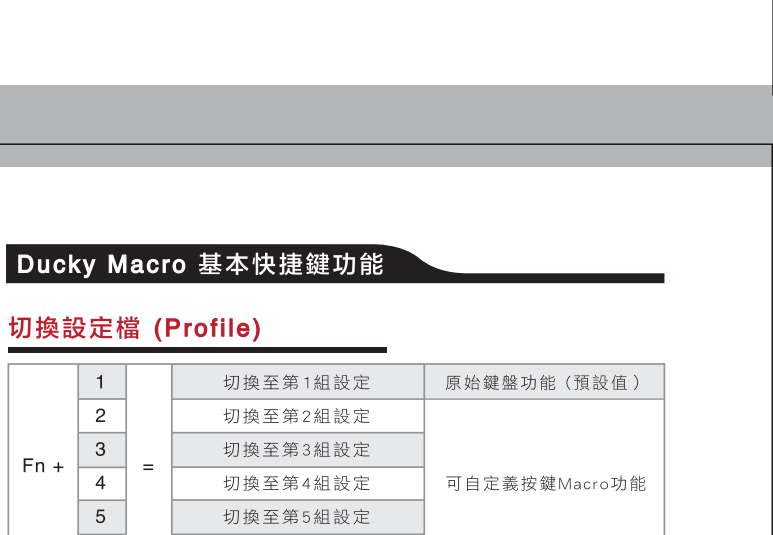 Ducky Macro 基本快捷鍵功能
切換設定檔 (Profile)
1 切換至第1組設定 原始鍵盤功能（預設值）
2 切換至第2組設定
3 切換至第3組設定
Fn + =
4 切換至第4組設定 可自定義按鍵Macro功能
5 切換至第5組設定